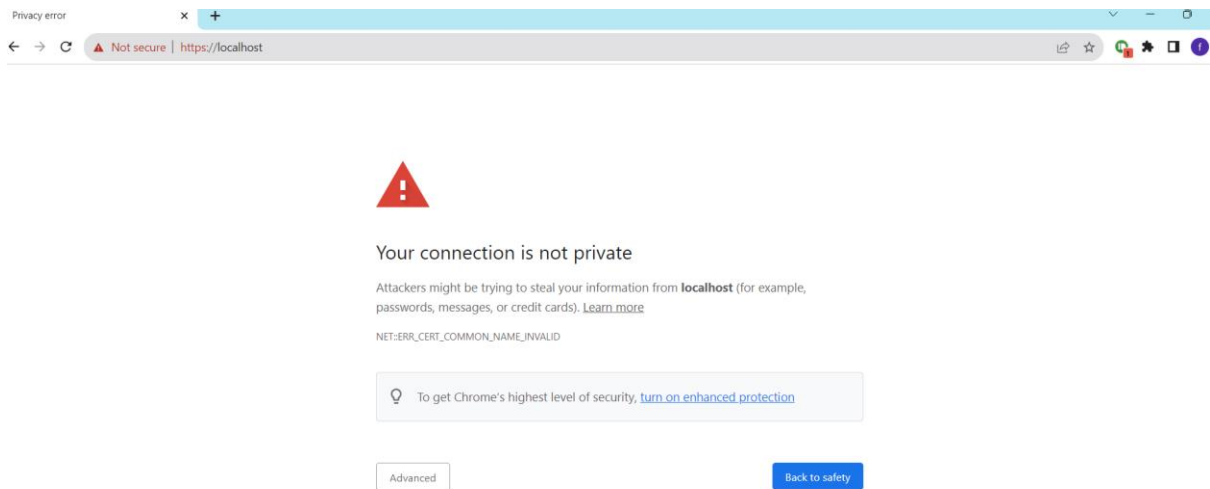 Privacy error
Not secure | https://localhost
f
Your connection is not private
Attackers might be trying to steal your information from localhost (for example,
passwords, messages, or credit cards). Learn more
NET::ERR_CERT_COMMON_NAME_INVALID
To get Chrome's highest level of security, turn on enhanced protection
Advanced
Back to safety